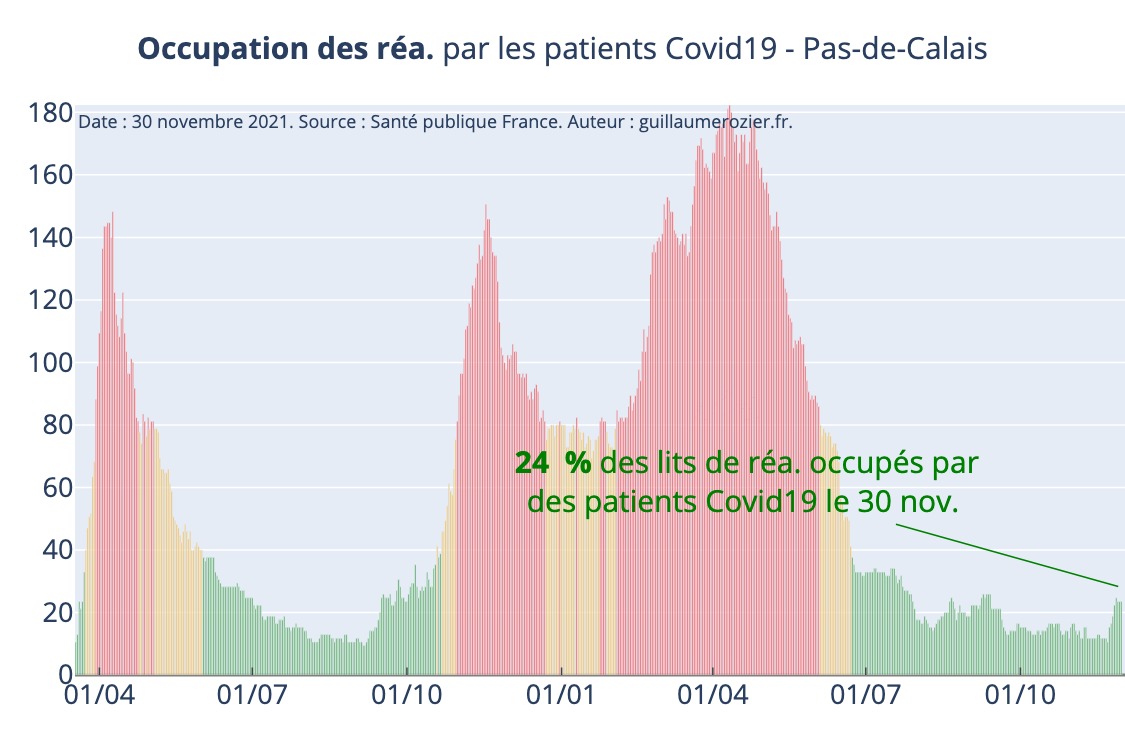 Occupation des réa. par les patients Covid19 - Pas-de-Calais
180
Date : 30 novembre 2021. Source : Santé publique France. Auteur : guillaumerozier.fr.
160
140
120
100
80
24 % des lits de réa. occupés par
des patients Covid19 le 30 nov.
60
40
20
0
01/04 01/07 01/10 01/01 01/04 01/07 01/10